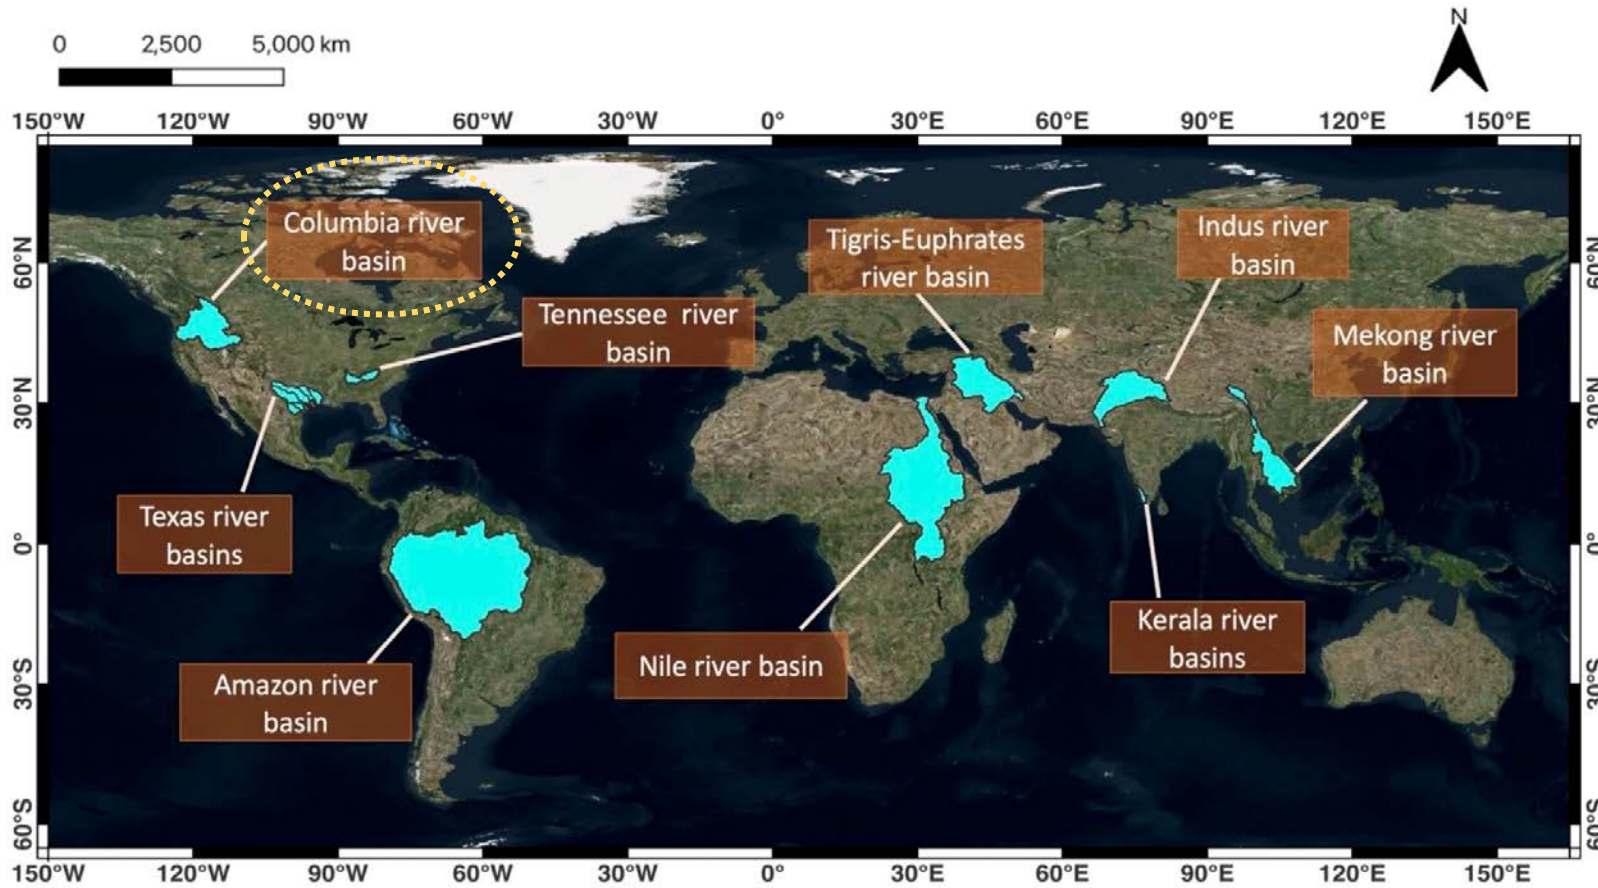 N
0 2,500 5,000 km
150°W 120°W 90°W 60°W 30°W 0° 30°E 60°E 90°E 120°E 150°E
60°N
30°N
0°
30°S
60°S
Columbia river
basin
Tennessee river
basin
Tigris-Euphrates
river basin
Indus river
basin
Mekong river
basin
Texas river
basins
Amazon river
basin
Nile river basin
Kerala river
basins
60°N
30°N
0°
30°S
60°S
150°W 120°W 90°W 60°W 30°W 0° 30°E 60°E 90°E 120°E 150°E